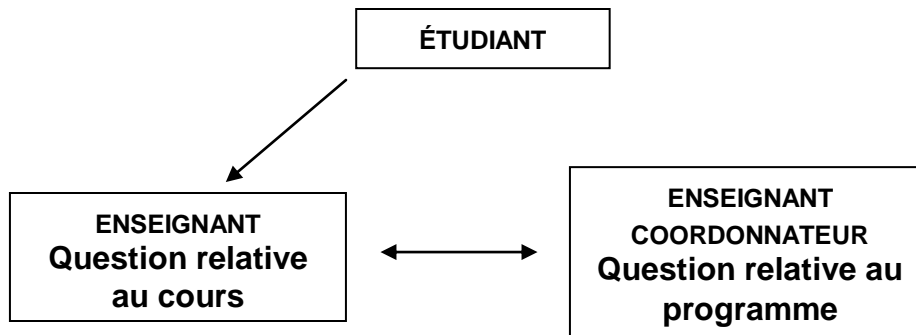 ÉTUDIANT
ENSEIGNANT
Question relative
au cours
ENSEIGNANT
COORDONNATEUR
Question relative au
programme